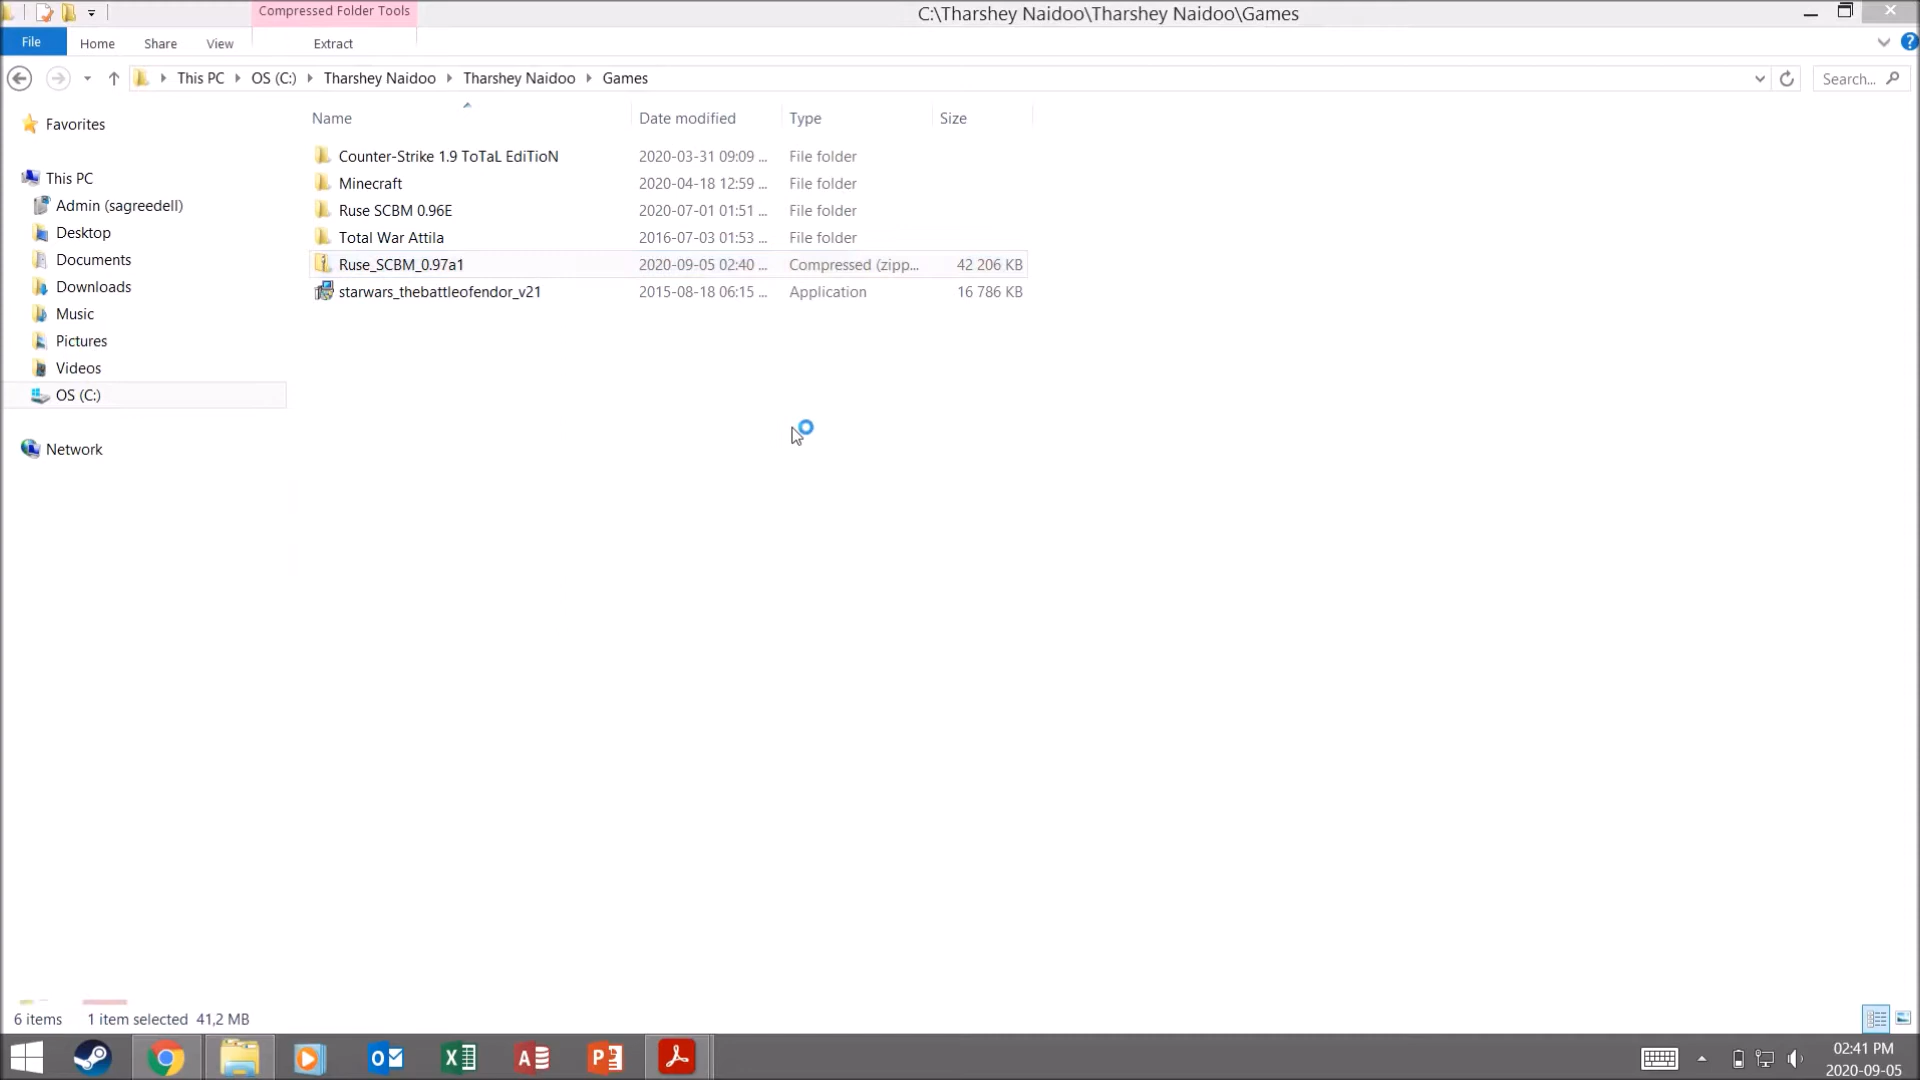 Compressed Folder Tools
C:\Tharshey Naidoo\Tharshey Naidoo\Games
File Home Share View Extract
This PC OS (C:) Tharshey Naidoo Tharshey Naidoo Games
Search...
Name Date modified Type Size
Favorites
This PC
Admin (sagreedell)
Desktop
Documents
Downloads
Music
Pictures
Videos
OS (C:)
Network
Counter-Strike 1.9 ToTaL EdiTioN 2020-03-31 09:09 ... File folder
Minecraft 2020-04-18 12:59 ... File folder
Ruse SCBM 0.96E 2020-07-01 01:51 ... File folder
Total War Attila 2016-07-03 01:53 ... File folder
Ruse_SCBM_0.97a1 2020-09-05 02:40 ... Compressed (zipp... 42 206 KB
starwars_thebattleofendor_v21 2015-08-18 06:15 ... Application 16 786 KB
6 items 1 item selected 41,2 MB
02:41 PM
2020-09-05